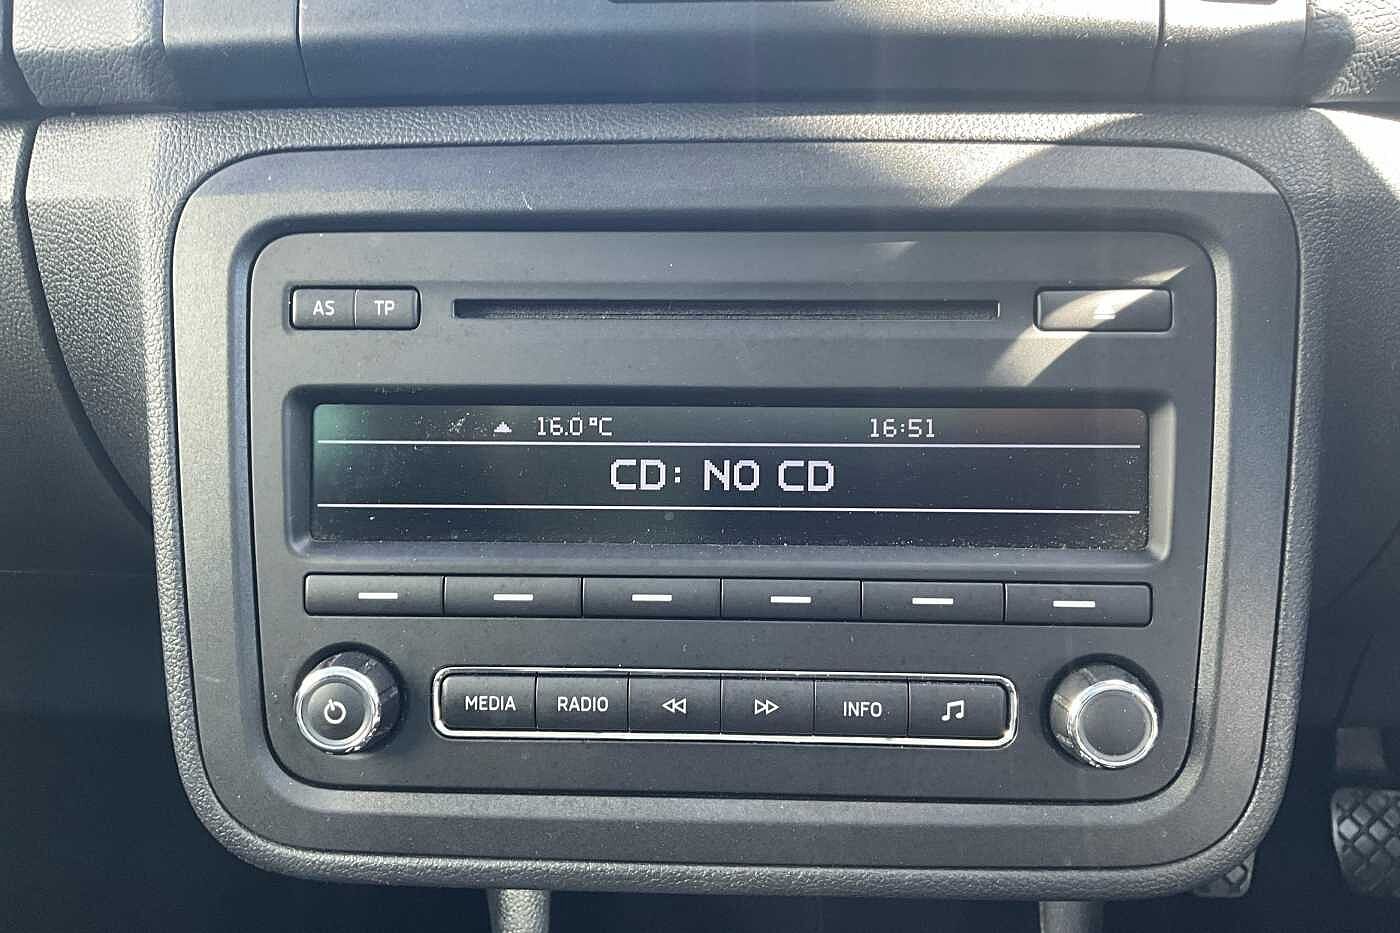 AS TP
16.0 °C 16:51
CD: NO CD
MEDIA RADIO INFO